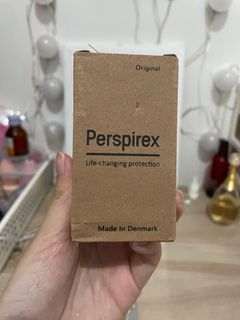 Original
Perspirex
Life-changing protection
Made In Denmark